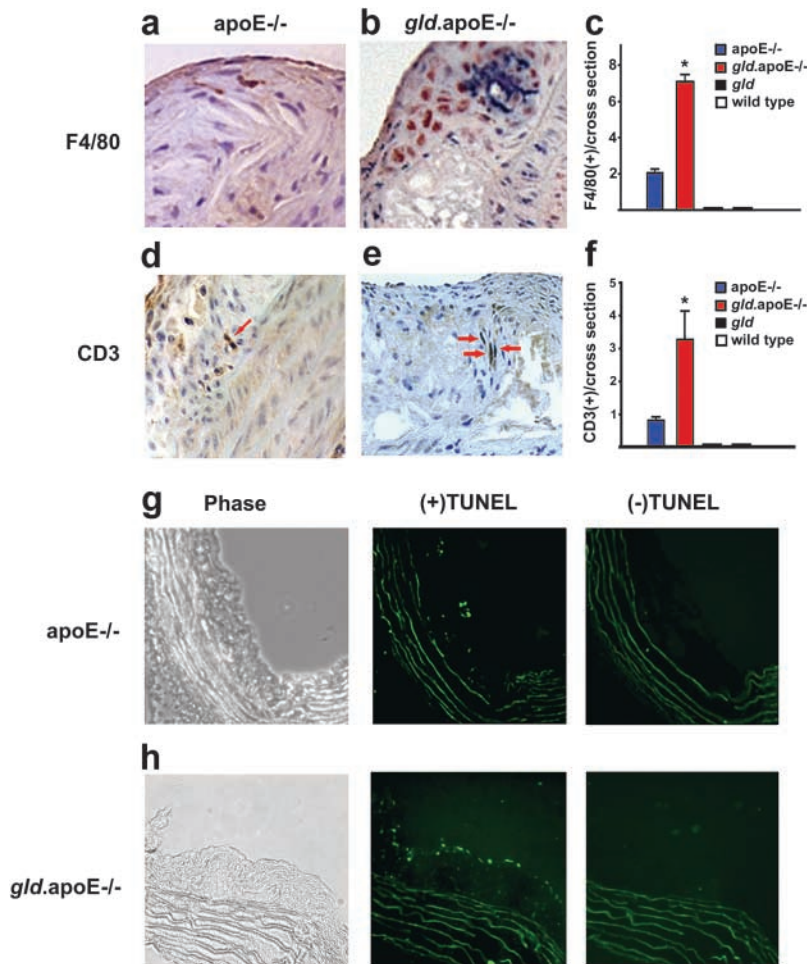 a apoE-/-
b gld.apoE-/-
c
F4/80
F4/80(+)/cross section
8
6
4
2
*
apoE-/-
gld.apoE-/-
gld
wild type
d
e
f
CD3
CD3(+)/cross section
5
4
3
2
1
*
apoE-/-
gld.apoE-/-
gld
wild type
g
Phase
(+)TUNEL
(-)TUNEL
apoE-/-
h
gld.apoE-/-